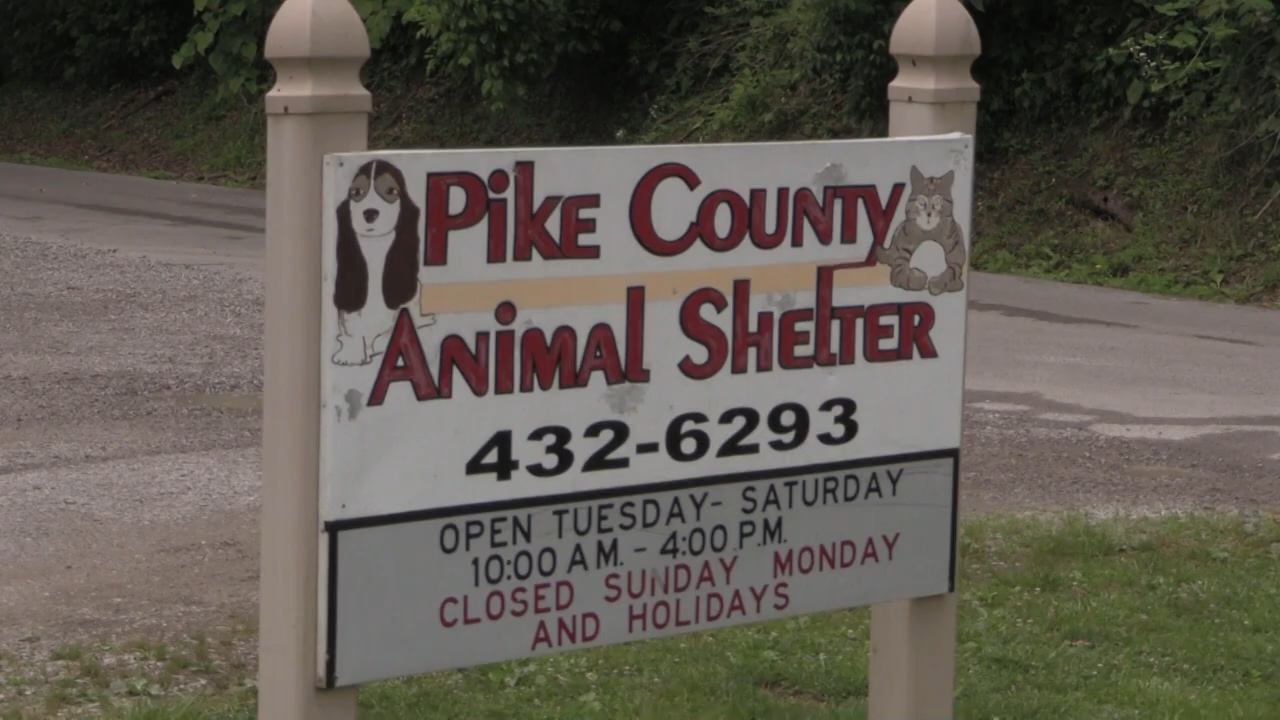 Pike County
Animal Shelter
432-6293
OPEN TUESDAY- SATURDAY
10:00 A.M. - 4:00 P.M.
CLOSED SUNDAY MONDAY
AND HOLIDAYS